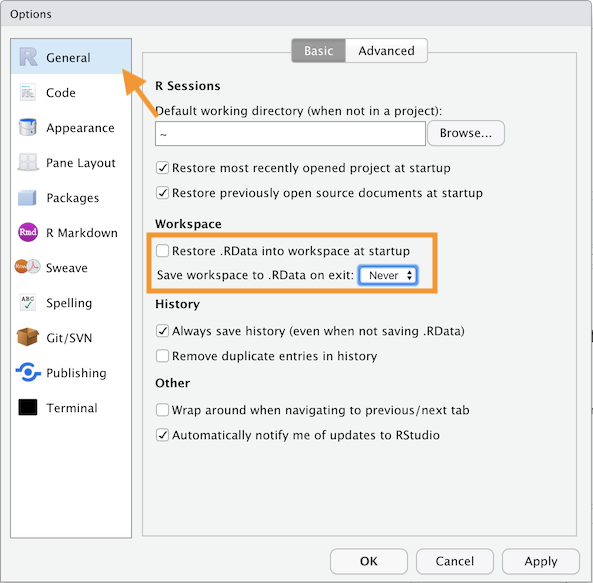 Options
General
Code
Appearance
Pane Layout
Packages
R Markdown
Sweave
Spelling
Git/SVN
Publishing
Terminal
Basic Advanced
R Sessions
Default working directory (when not in a project):
~ Browse...
Restore most recently opened project at startup
Restore previously open source documents at startup
Workspace
Restore .RData into workspace at startup
Save workspace to .RData on exit: Never
History
Always save history (even when not saving .RData)
Remove duplicate entries in history
Other
Wrap around when navigating to previous/next tab
Automatically notify me of updates to RStudio
OK Cancel Apply